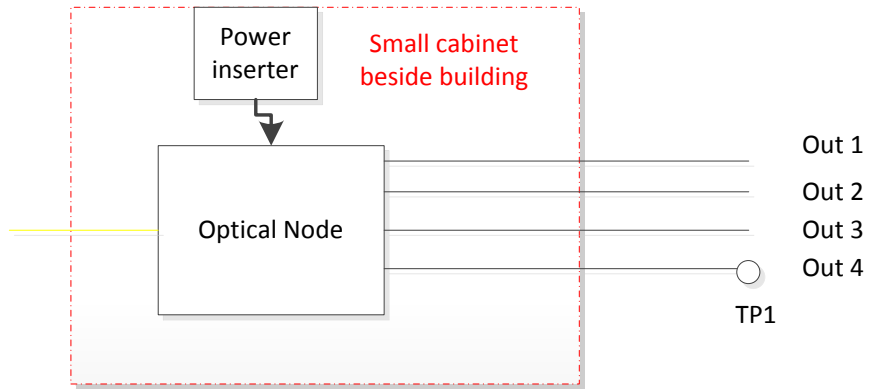 Power
inserter
Small cabinet
beside building
Optical Node
Out 1
Out 2
Out 3
Out 4
TP1